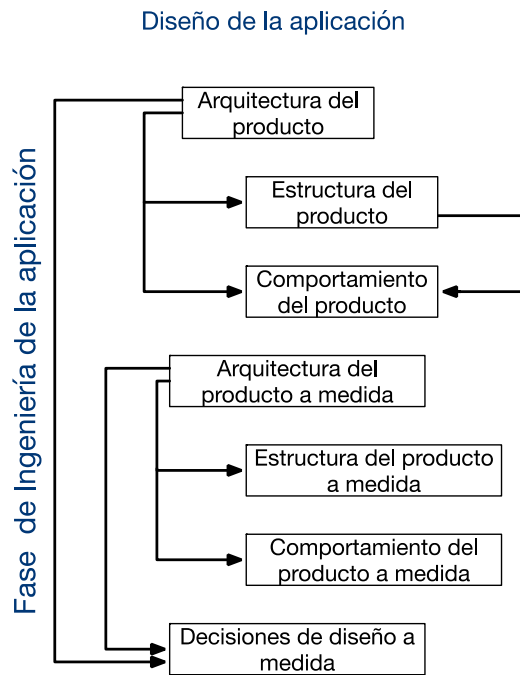 Diseño de la aplicación
Fase de Ingeniería de la aplicación
Arquitectura del
producto
Estructura del
producto
Comportamiento
del producto
Arquitectura del
producto a medida
Estructura del producto
a medida
Comportamiento del
producto a medida
Decisiones de diseño a
medida